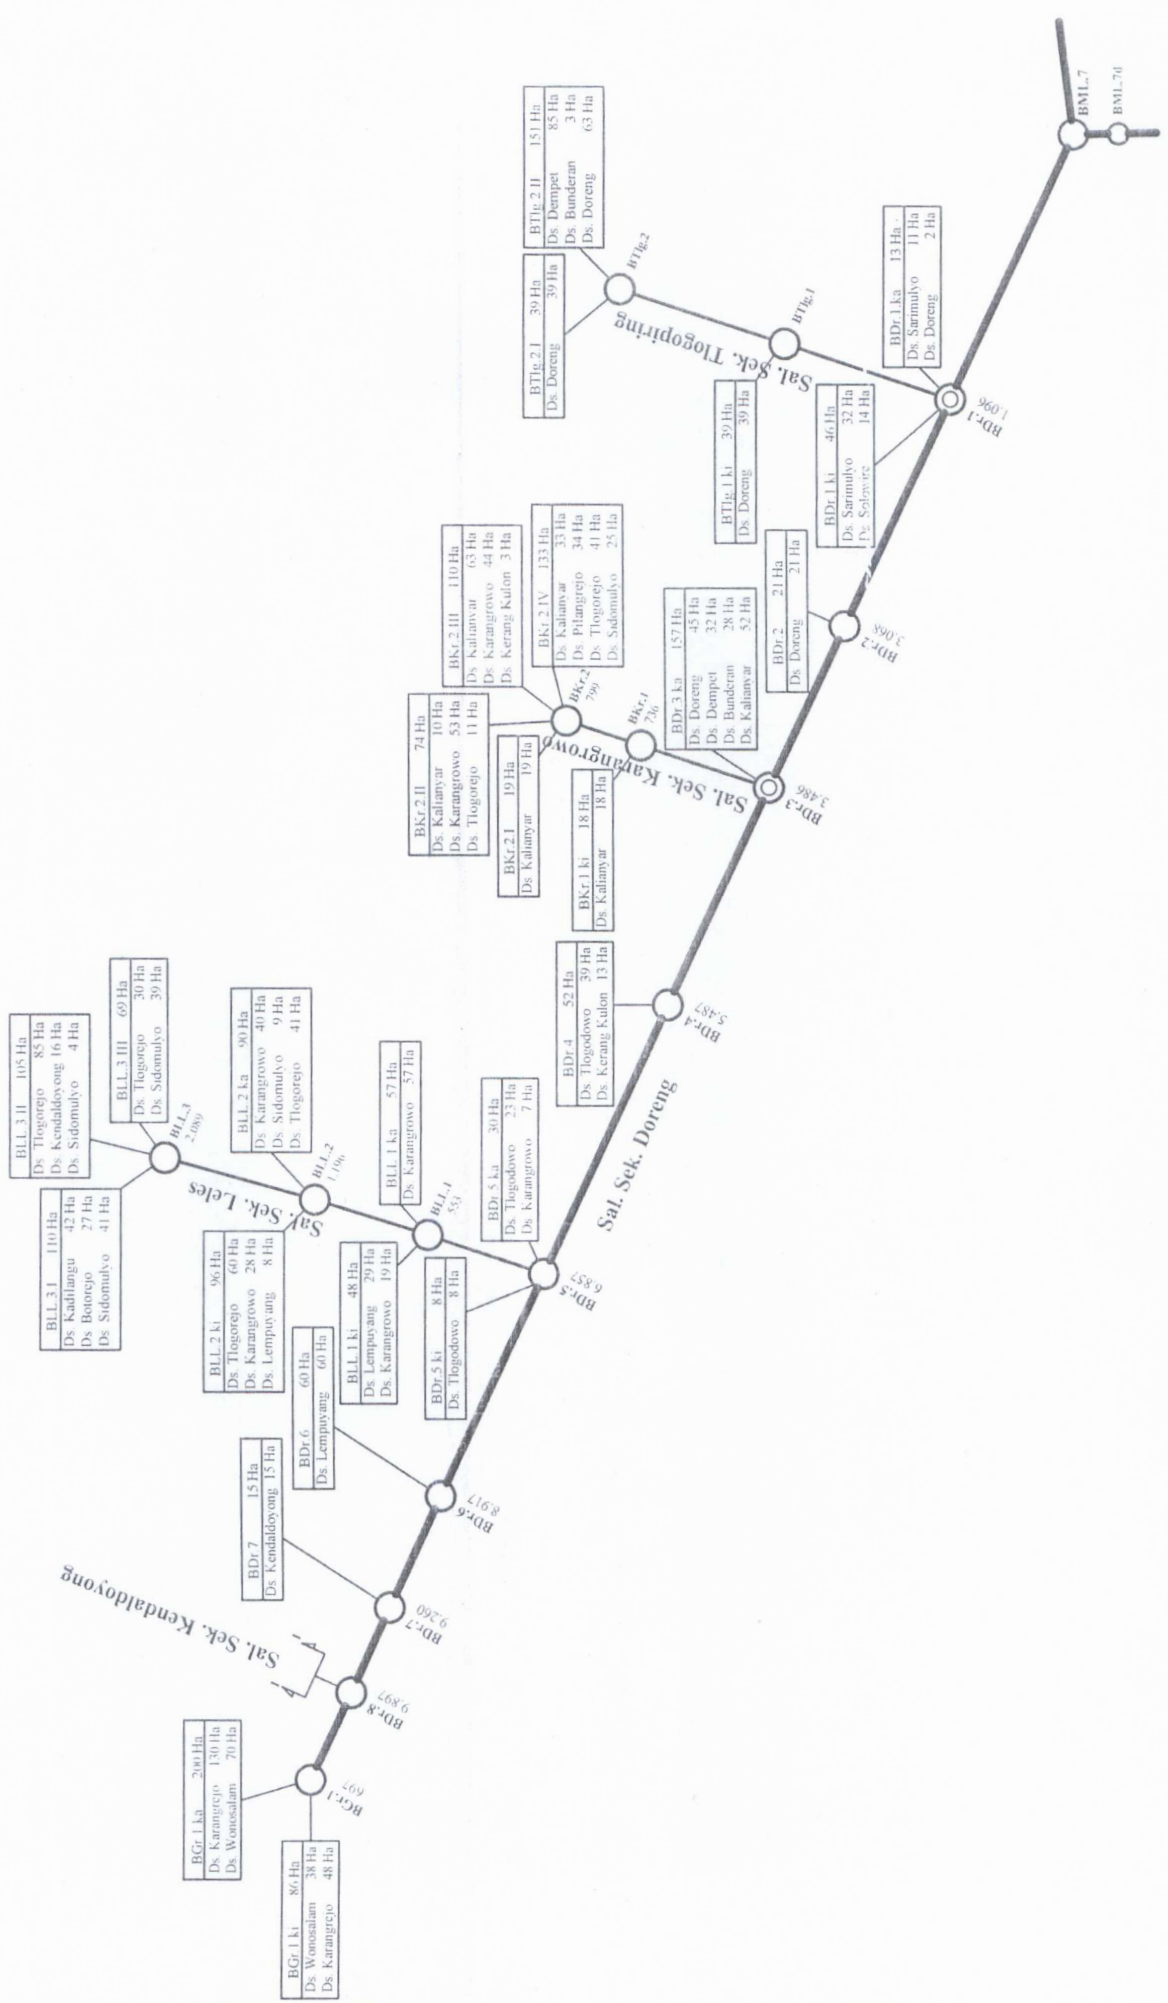 BML.7
BML.7d
BDr.1 ka 13 Ha
Ds. Sarimulyo 11 Ha
Ds. Doreng 2 Ha
BDr.1
1.096
BDr.1 ki 46 Ha
Ds. Sarimulyo 32 Ha
Ds. Solowire 14 Ha
Sal. Sek. Tlogopiring
BTlg.1
BTlg 1 ki 39 Ha
Ds. Doreng 39 Ha
BTlg.2
BTlg 2 II 151 Ha
Ds. Dempet 85 Ha
Ds. Bunderan 3 Ha
Ds. Doreng 63 Ha
BTlg 2 I 39 Ha
Ds. Doreng 39 Ha
BDr.2
3.068
BDr 2 21 Ha
Ds. Doreng 21 Ha
BDr.3
3.486
BDr 3 ka 157 Ha
Ds. Doreng 45 Ha
Ds. Dempet 32 Ha
Ds. Bunderan 28 Ha
Ds. Kalianyar 52 Ha
Sal. Sek. Karangrowo
BKr.1
736
BKr 1 ki 18 Ha
Ds. Kalianyar 18 Ha
BKr.2
799
BKr 2 IV 133 Ha
Ds. Kalianyar 33 Ha
Ds. Pilangrejo 34 Ha
Ds. Tlogorejo 41 Ha
Ds. Sidomulyo 25 Ha
BKr 2 III 110 Ha
Ds Kalianyar 63 Ha
Ds Karangrowo 44 Ha
Ds Kerang Kulon 3 Ha
BKr.2 II 74 Ha
Ds. Kalianyar 10 Ha
Ds. Karangrowo 53 Ha
Ds. Tlogorejo 11 Ha
BKr.2 I 19 Ha
Ds. Kalianyar 19 Ha
BDr.4
5.487
BDr 4 52 Ha
Ds Tlogodowo 39 Ha
Ds. Kerang Kulon 13 Ha
Sal. Sek. Doreng
BDr.5
6.857
BDr 5 ka 30 Ha
Ds. Tlogodowo 23 Ha
Ds. Karangrowo 7 Ha
BDr.5 ki 8 Ha
Ds. Tlogodowo 8 Ha
Sal. Sek. Leles
BLL.1
553
BLL 1 ka 57 Ha
Ds Karangrowo 57 Ha
BLL 1 ki 48 Ha
Ds. Lempuyang 29 Ha
Ds. Karangrowo 19 Ha
BLL.2
1.196
BLL 2 ka 90 Ha
Ds Karangrowo 40 Ha
Ds. Sidomulyo 9 Ha
Ds. Tlogorejo 41 Ha
BLL.2 ki 96 Ha
Ds. Tlogorejo 60 Ha
Ds. Karangrowo 28 Ha
Ds. Lempuyang 8 Ha
BLL.3
2.089
BLL 3 III 69 Ha
Ds. Tlogorejo 30 Ha
Ds. Sidomulyo 39 Ha
BLL 3 II 105 Ha
Ds Tlogorejo 85 Ha
Ds Kendaldoyong 16 Ha
Ds. Sidomulyo 4 Ha
BLL 3 I 110 Ha
Ds Kadilangu 42 Ha
Ds Botorejo 27 Ha
Ds Sidomulyo 41 Ha
BDr.6
8.917
BDr 6 60 Ha
Ds. Lempuyang 60 Ha
BDr.7
9.260
BDr 7 15 Ha
Ds Kendaldoyong 15 Ha
BDr.8
9.897
Sal. Sek. Kendaldoyong
BGr.1
697
BGr 1 ka 200 Ha
Ds Karangrejo 130 Ha
Ds. Wonosalam 70 Ha
BGr 1 ki 86 Ha
Ds. Wonosalam 38 Ha
Ds. Karangrejo 48 Ha